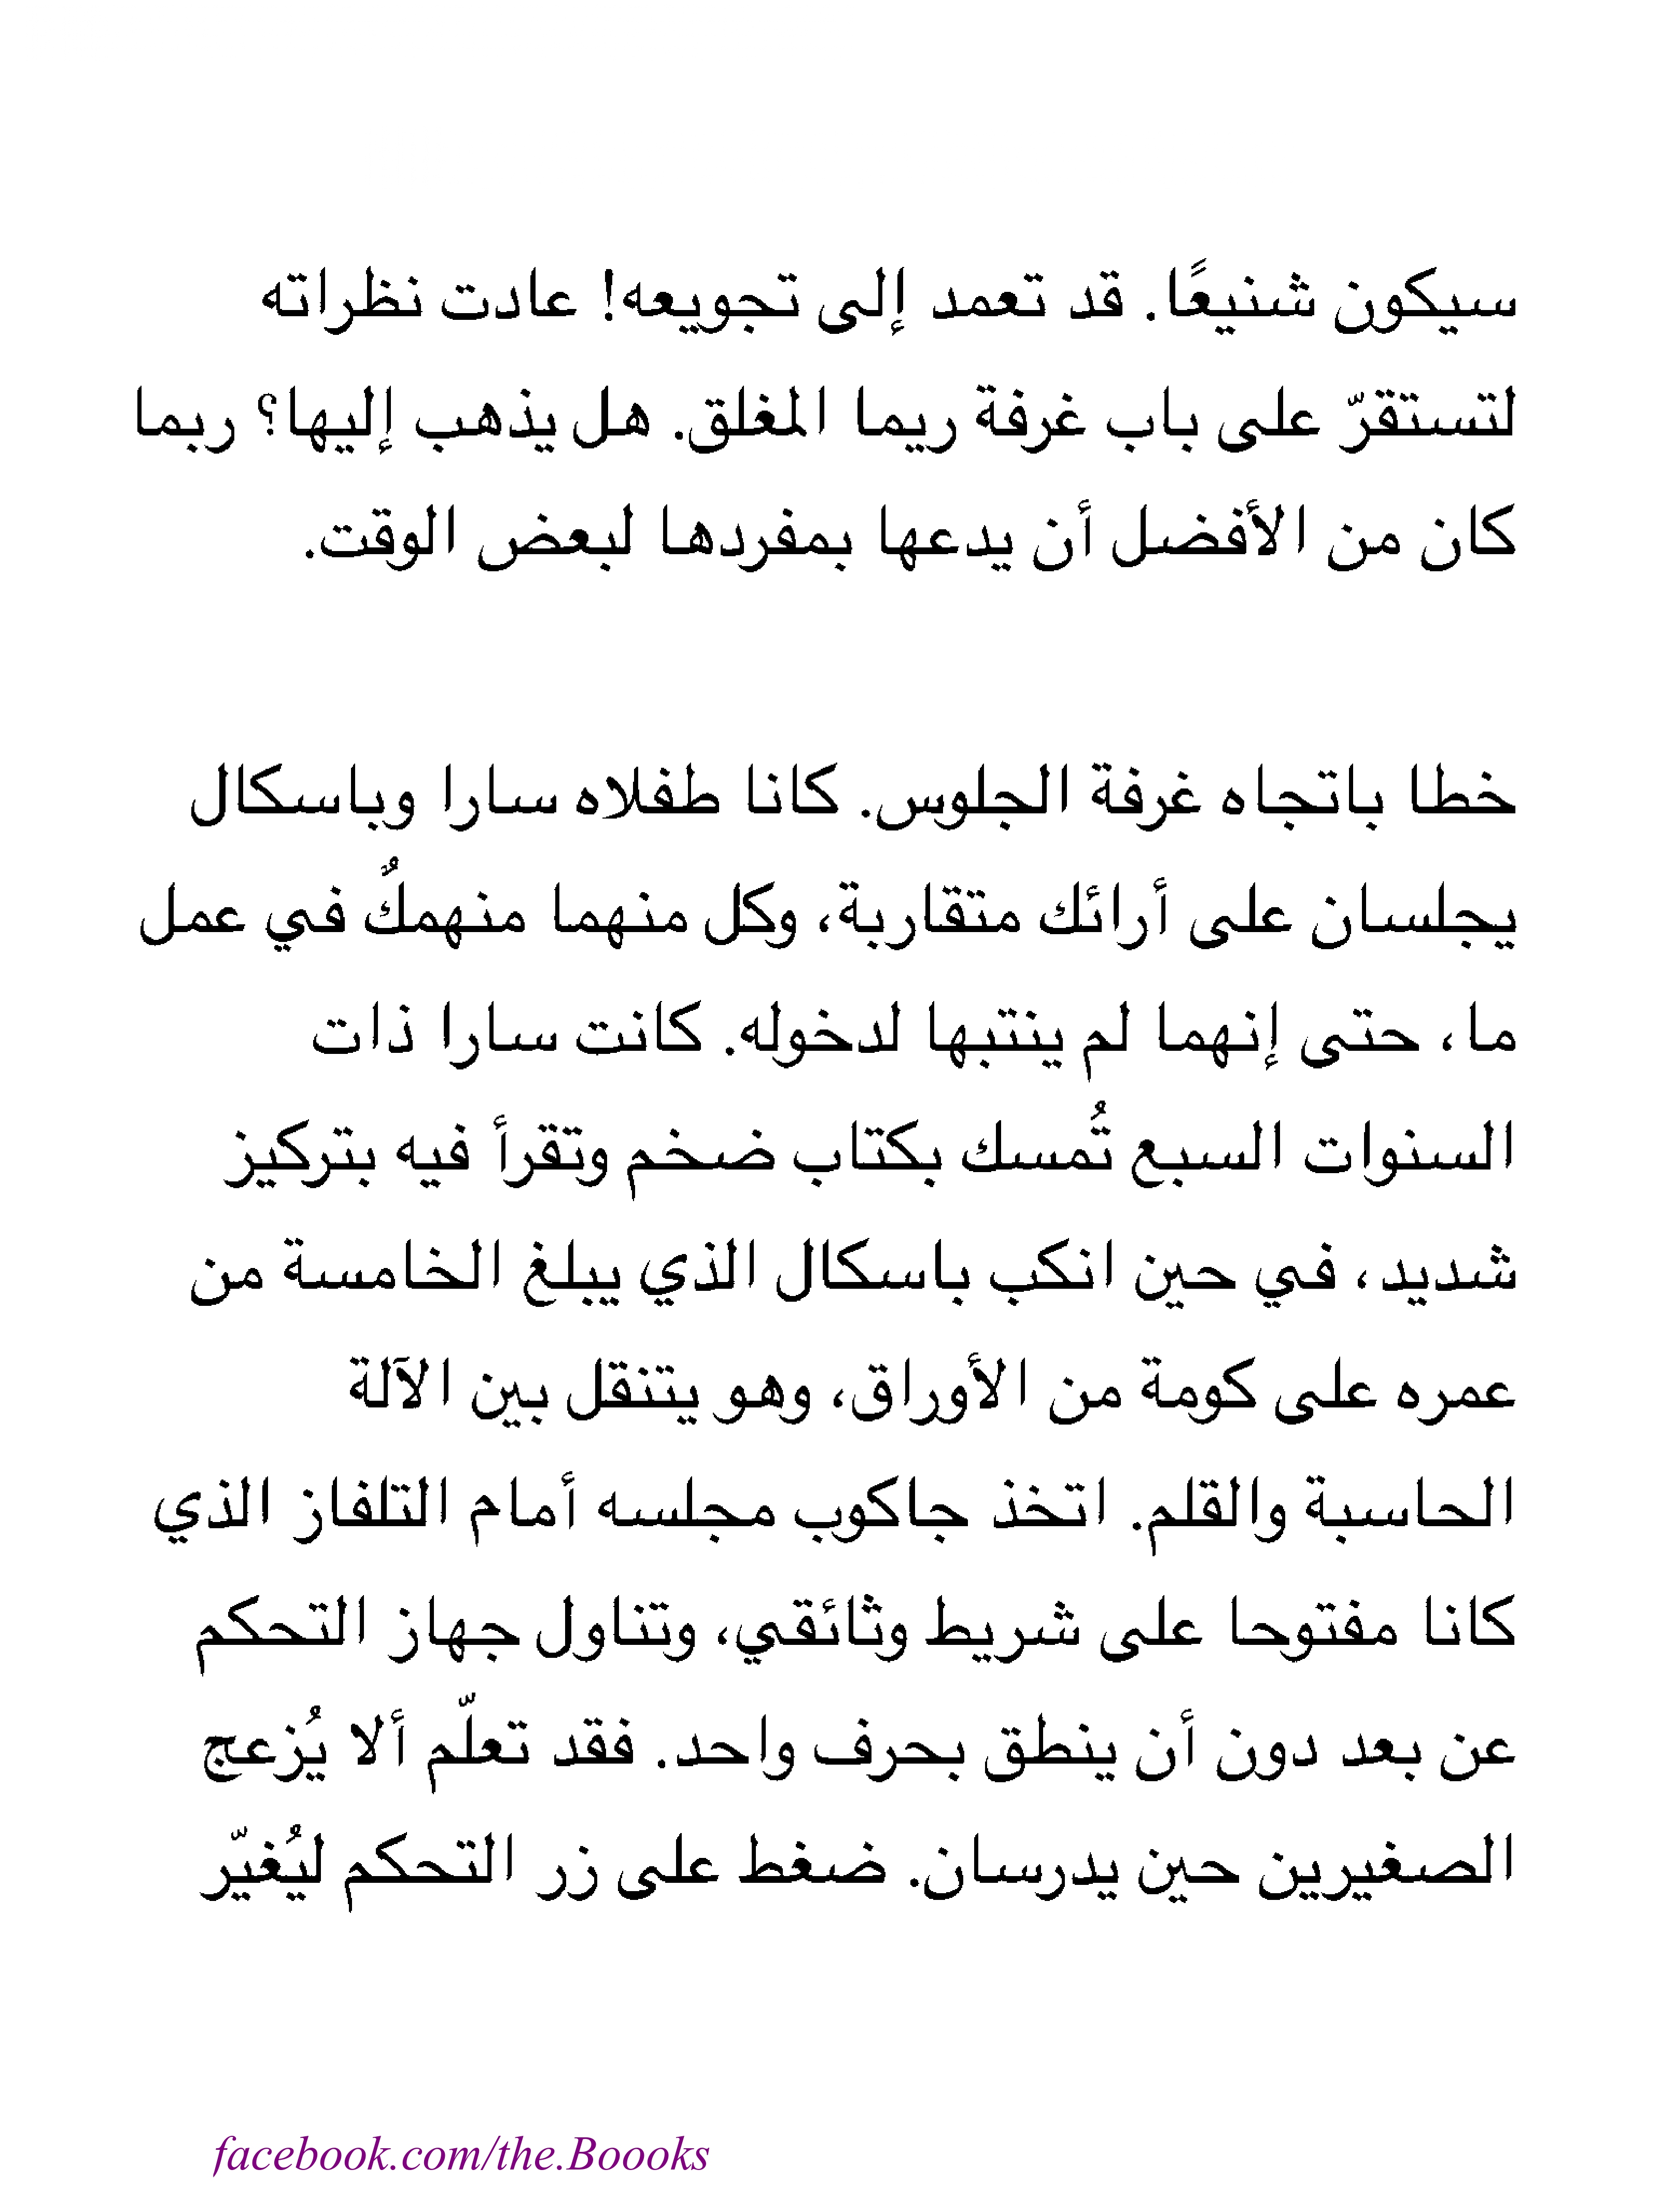 سيكون شنيعًا. قد تعمد إلى تجويعه! عادت نظراته
لتستقرّ على باب غرفة ريما المغلق. هل يذهب إليها؟ ربما
كان من الأفضل أن يدعها بمفردها لبعض الوقت.
خطا باتجاه غرفة الجلوس. كانا طفلاه سارا وباسكال
يجلسان على أرائك متقاربة، وكل منهما منهمكٌ في عمل
ما، حتى إنهما لم ينتبها لدخوله. كانت سارا ذات
السنوات السبع تُمسك بكتاب ضخم وتقرأ فيه بتركيز
شديد، في حين انكب باسكال الذي يبلغ الخامسة من
عمره على كومة من الأوراق، وهو يتنقل بين الآلة
الحاسبة والقلم. اتخذ جاكوب مجلسه أمام التلفاز الذي
كانا مفتوحا على شريط وثائقي، وتناول جهاز التحكم
عن بعد دون أن ينطق بحرف واحد. فقد تعلّم ألا يُزعج
الصغيرين حين يدرسان. ضغط على زر التحكم ليُغيّر
facebook.com/the.Boooks